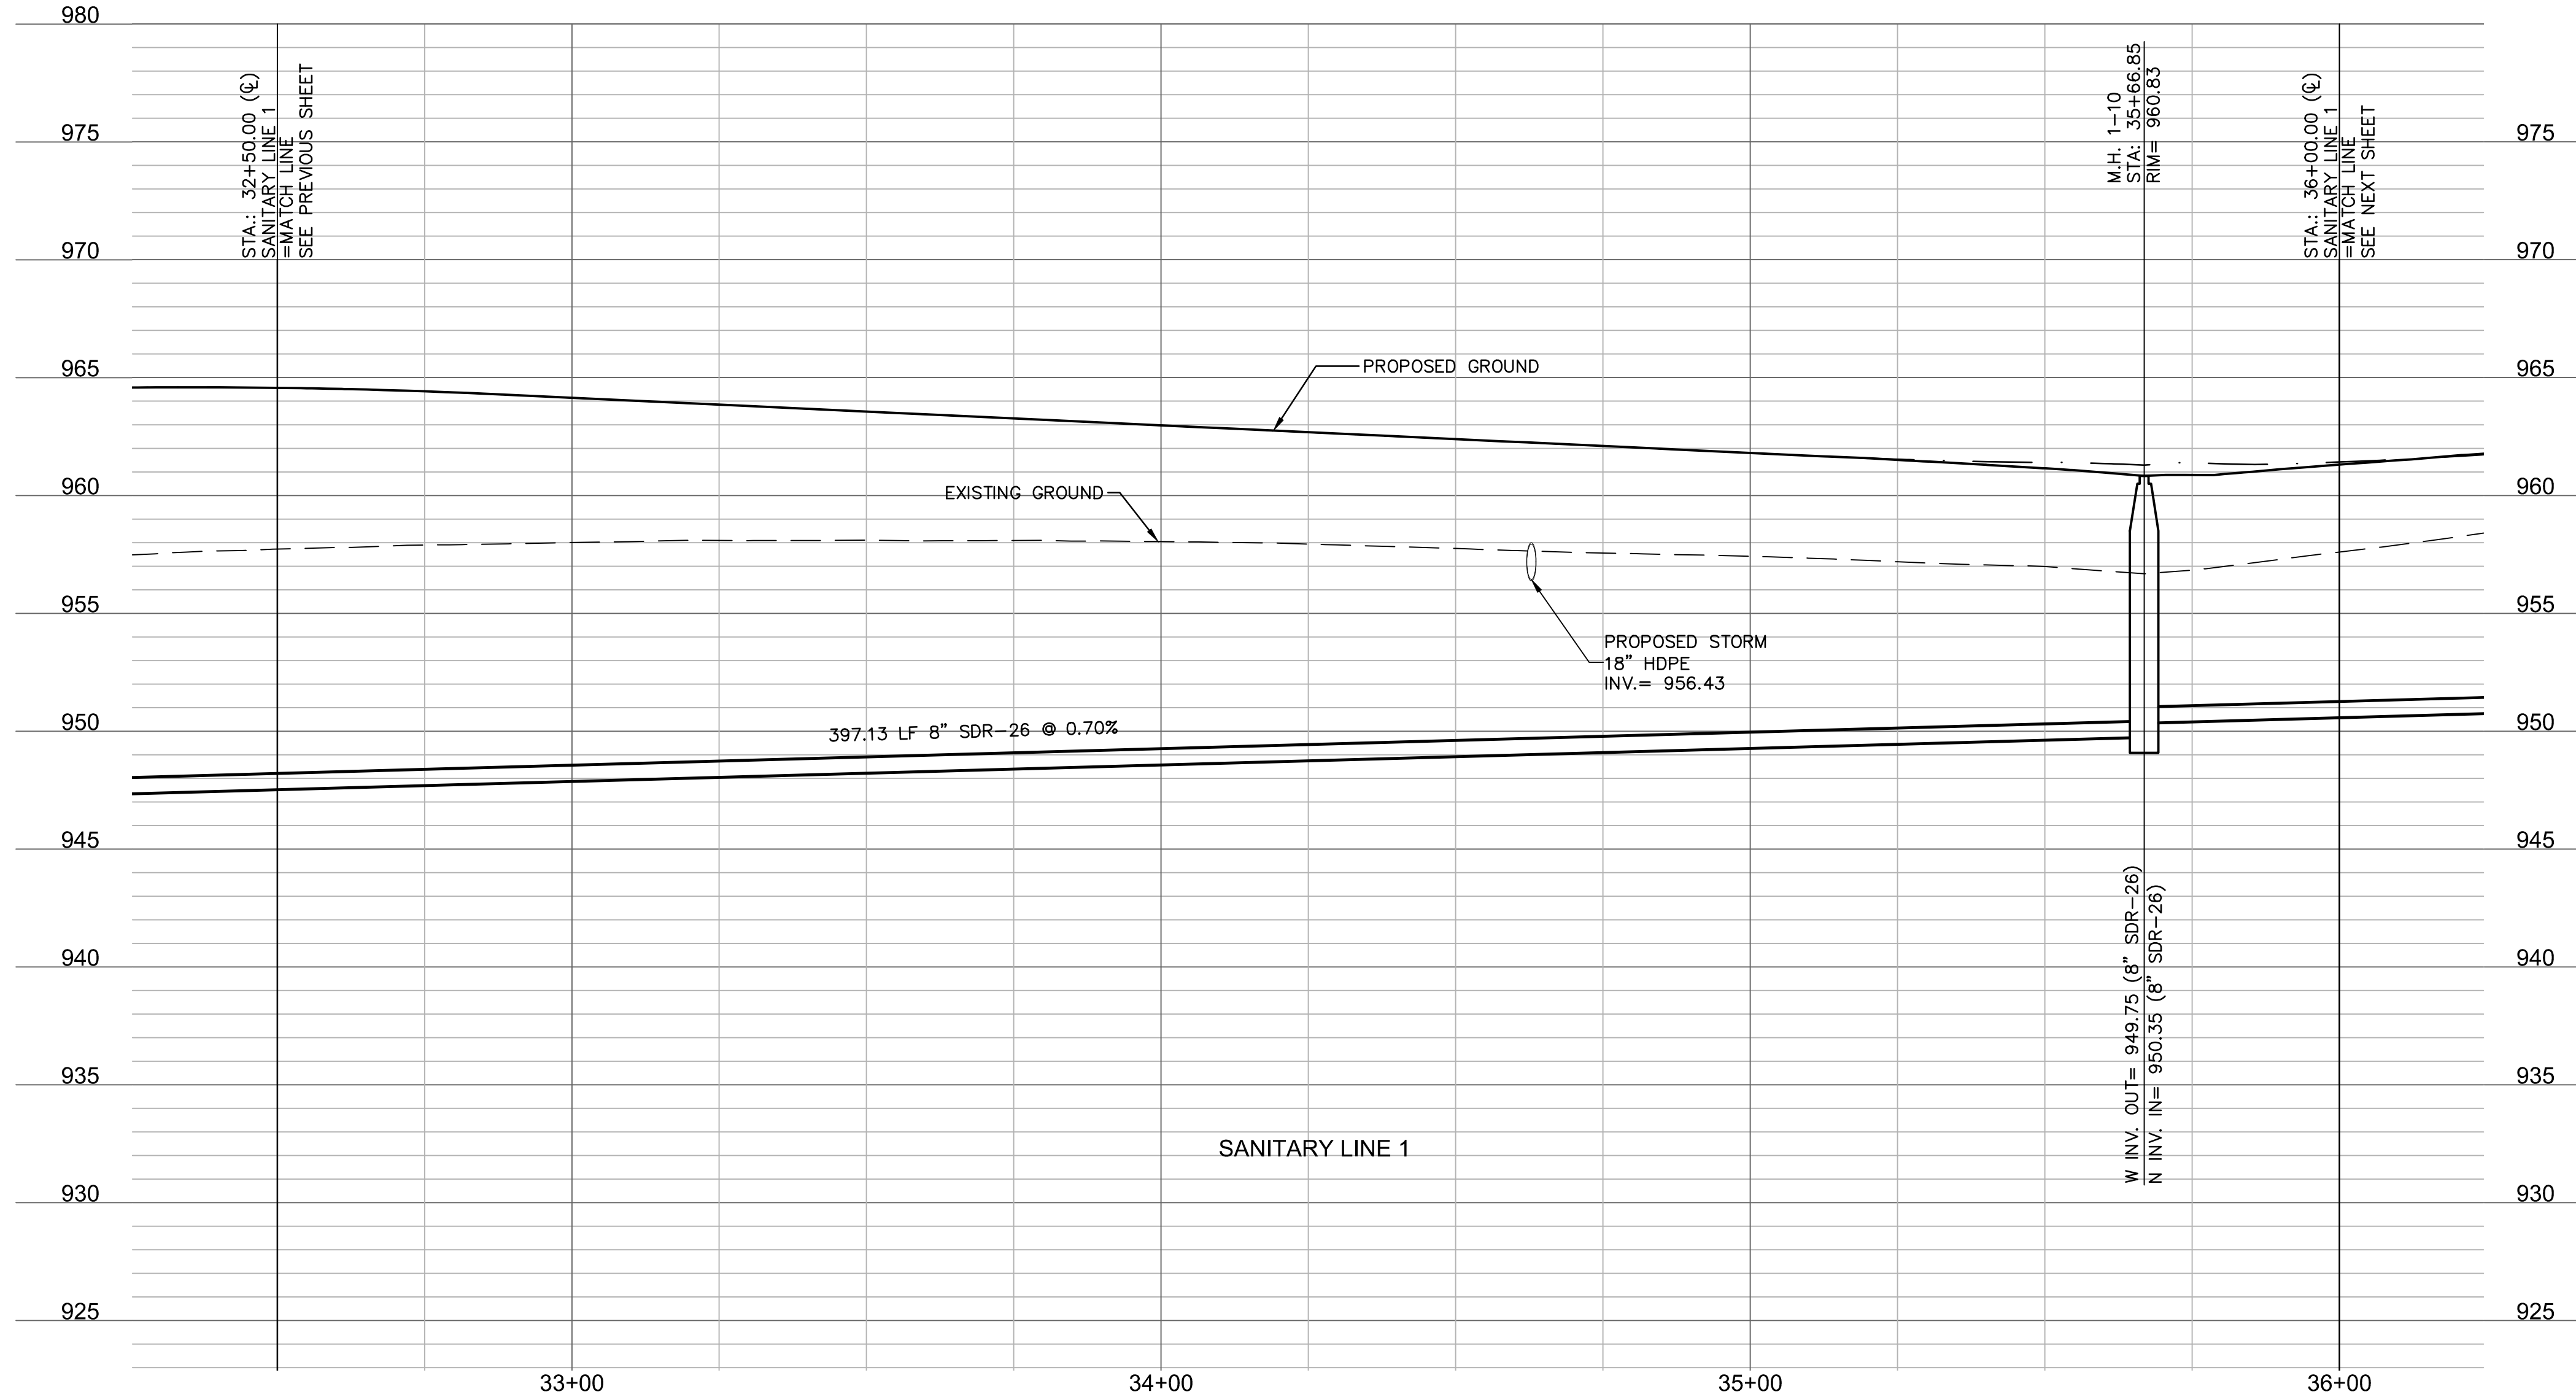 980
975
970
965
960
955
950
945
940
935
930
925
STA.: 32+50.00 (℄)
SANITARY LINE 1
=MATCH LINE
SEE PREVIOUS SHEET
M.H. 1-10
STA: 35+66.85
RIM= 960.83
STA.: 36+00.00 (℄)
SANITARY LINE 1
=MATCH LINE
SEE NEXT SHEET
PROPOSED GROUND
EXISTING GROUND
PROPOSED STORM
18" HDPE
INV.= 956.43
397.13 LF 8" SDR-26 @ 0.70%
W INV. OUT= 949.75 (8" SDR-26)
N INV. IN= 950.35 (8" SDR-26)
SANITARY LINE 1
975
970
965
960
955
950
945
940
935
930
925
33+00
34+00
35+00
36+00